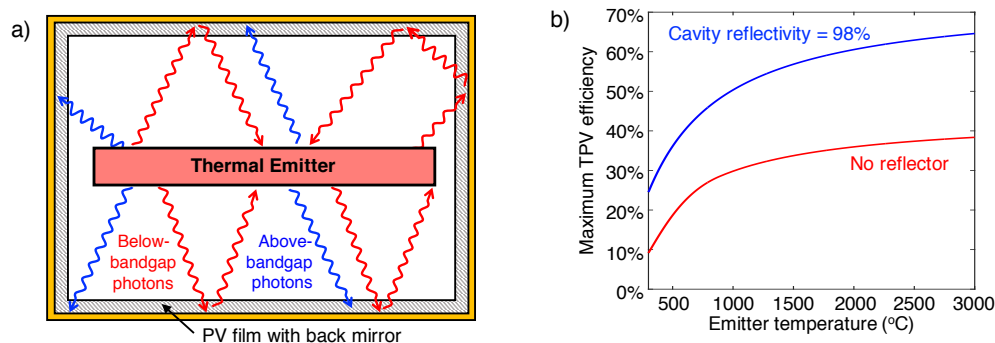 a)
Thermal Emitter
Below-
bandgap
photons
Above-
bandgap
photons
PV film with back mirror
b)
Maximum TPV efficiency
70%
60%
50%
40%
30%
20%
10%
0%
Cavity reflectivity = 98%
No reflector
500
1000
1500
2000
2500
3000
Emitter temperature (ºC)